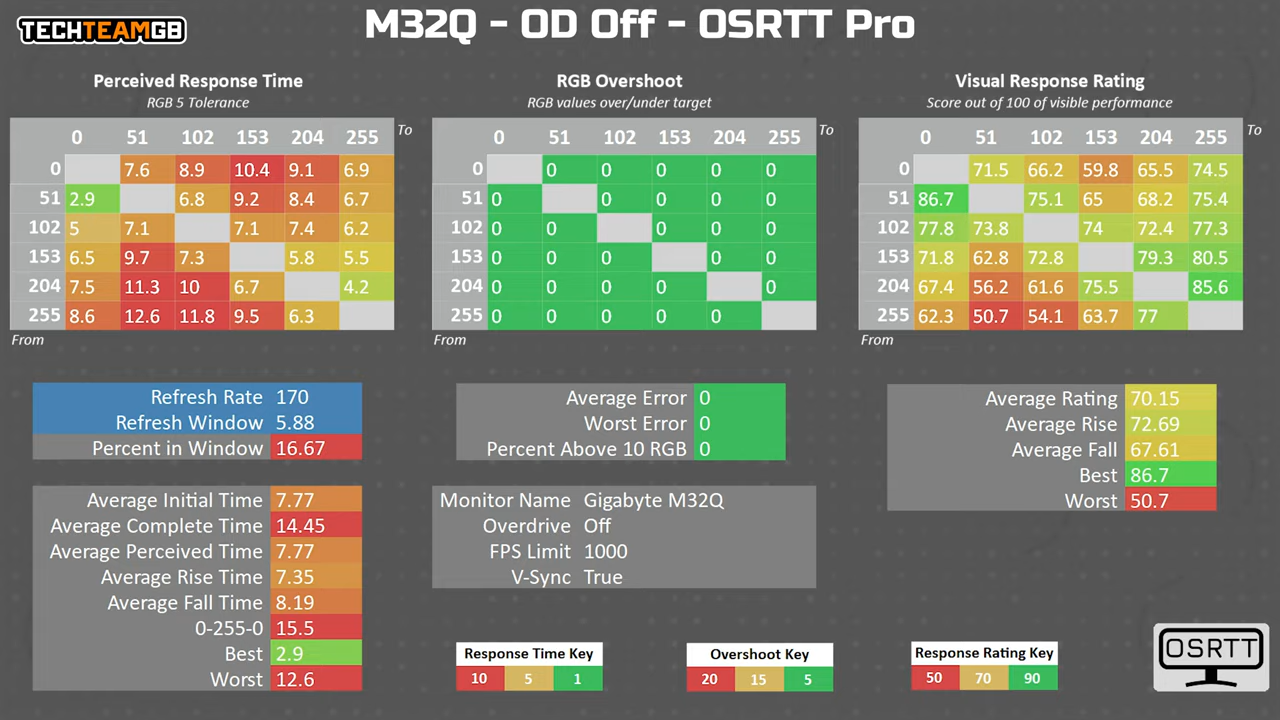 TECHTEAMGB
M32Q - OD Off - OSRTT Pro
Perceived Response Time
RGB 5 Tolerance
To
0 51 102 153 204 255
0 7.6 8.9 10.4 9.1 6.9
51 2.9 6.8 9.2 8.4 6.7
102 5 7.1 7.1 7.4 6.2
153 6.5 9.7 7.3 5.8 5.5
204 7.5 11.3 10 6.7 4.2
255 8.6 12.6 11.8 9.5 6.3
From
RGB Overshoot
RGB values over/under target
To
0 51 102 153 204 255
0 0 0 0 0 0
51 0 0 0 0 0
102 0 0 0 0 0
153 0 0 0 0 0
204 0 0 0 0 0
255 0 0 0 0 0
From
Visual Response Rating
Score out of 100 of visible performance
To
0 51 102 153 204 255
0 71.5 66.2 59.8 65.5 74.5
51 86.7 75.1 65 68.2 75.4
102 77.8 73.8 74 72.4 77.3
153 71.8 62.8 72.8 79.3 80.5
204 67.4 56.2 61.6 75.5 85.6
255 62.3 50.7 54.1 63.7 77
From
Refresh Rate 170
Refresh Window 5.88
Percent in Window 16.67
Average Initial Time 7.77
Average Complete Time 14.45
Average Perceived Time 7.77
Average Rise Time 7.35
Average Fall Time 8.19
0-255-0 15.5
Best 2.9
Worst 12.6
Average Error 0
Worst Error 0
Percent Above 10 RGB 0
Monitor Name Gigabyte M32Q
Overdrive Off
FPS Limit 1000
V-Sync True
Average Rating 70.15
Average Rise 72.69
Average Fall 67.61
Best 86.7
Worst 50.7
Response Time Key
10 5 1
Overshoot Key
20 15 5
Response Rating Key
50 70 90
OSRTT